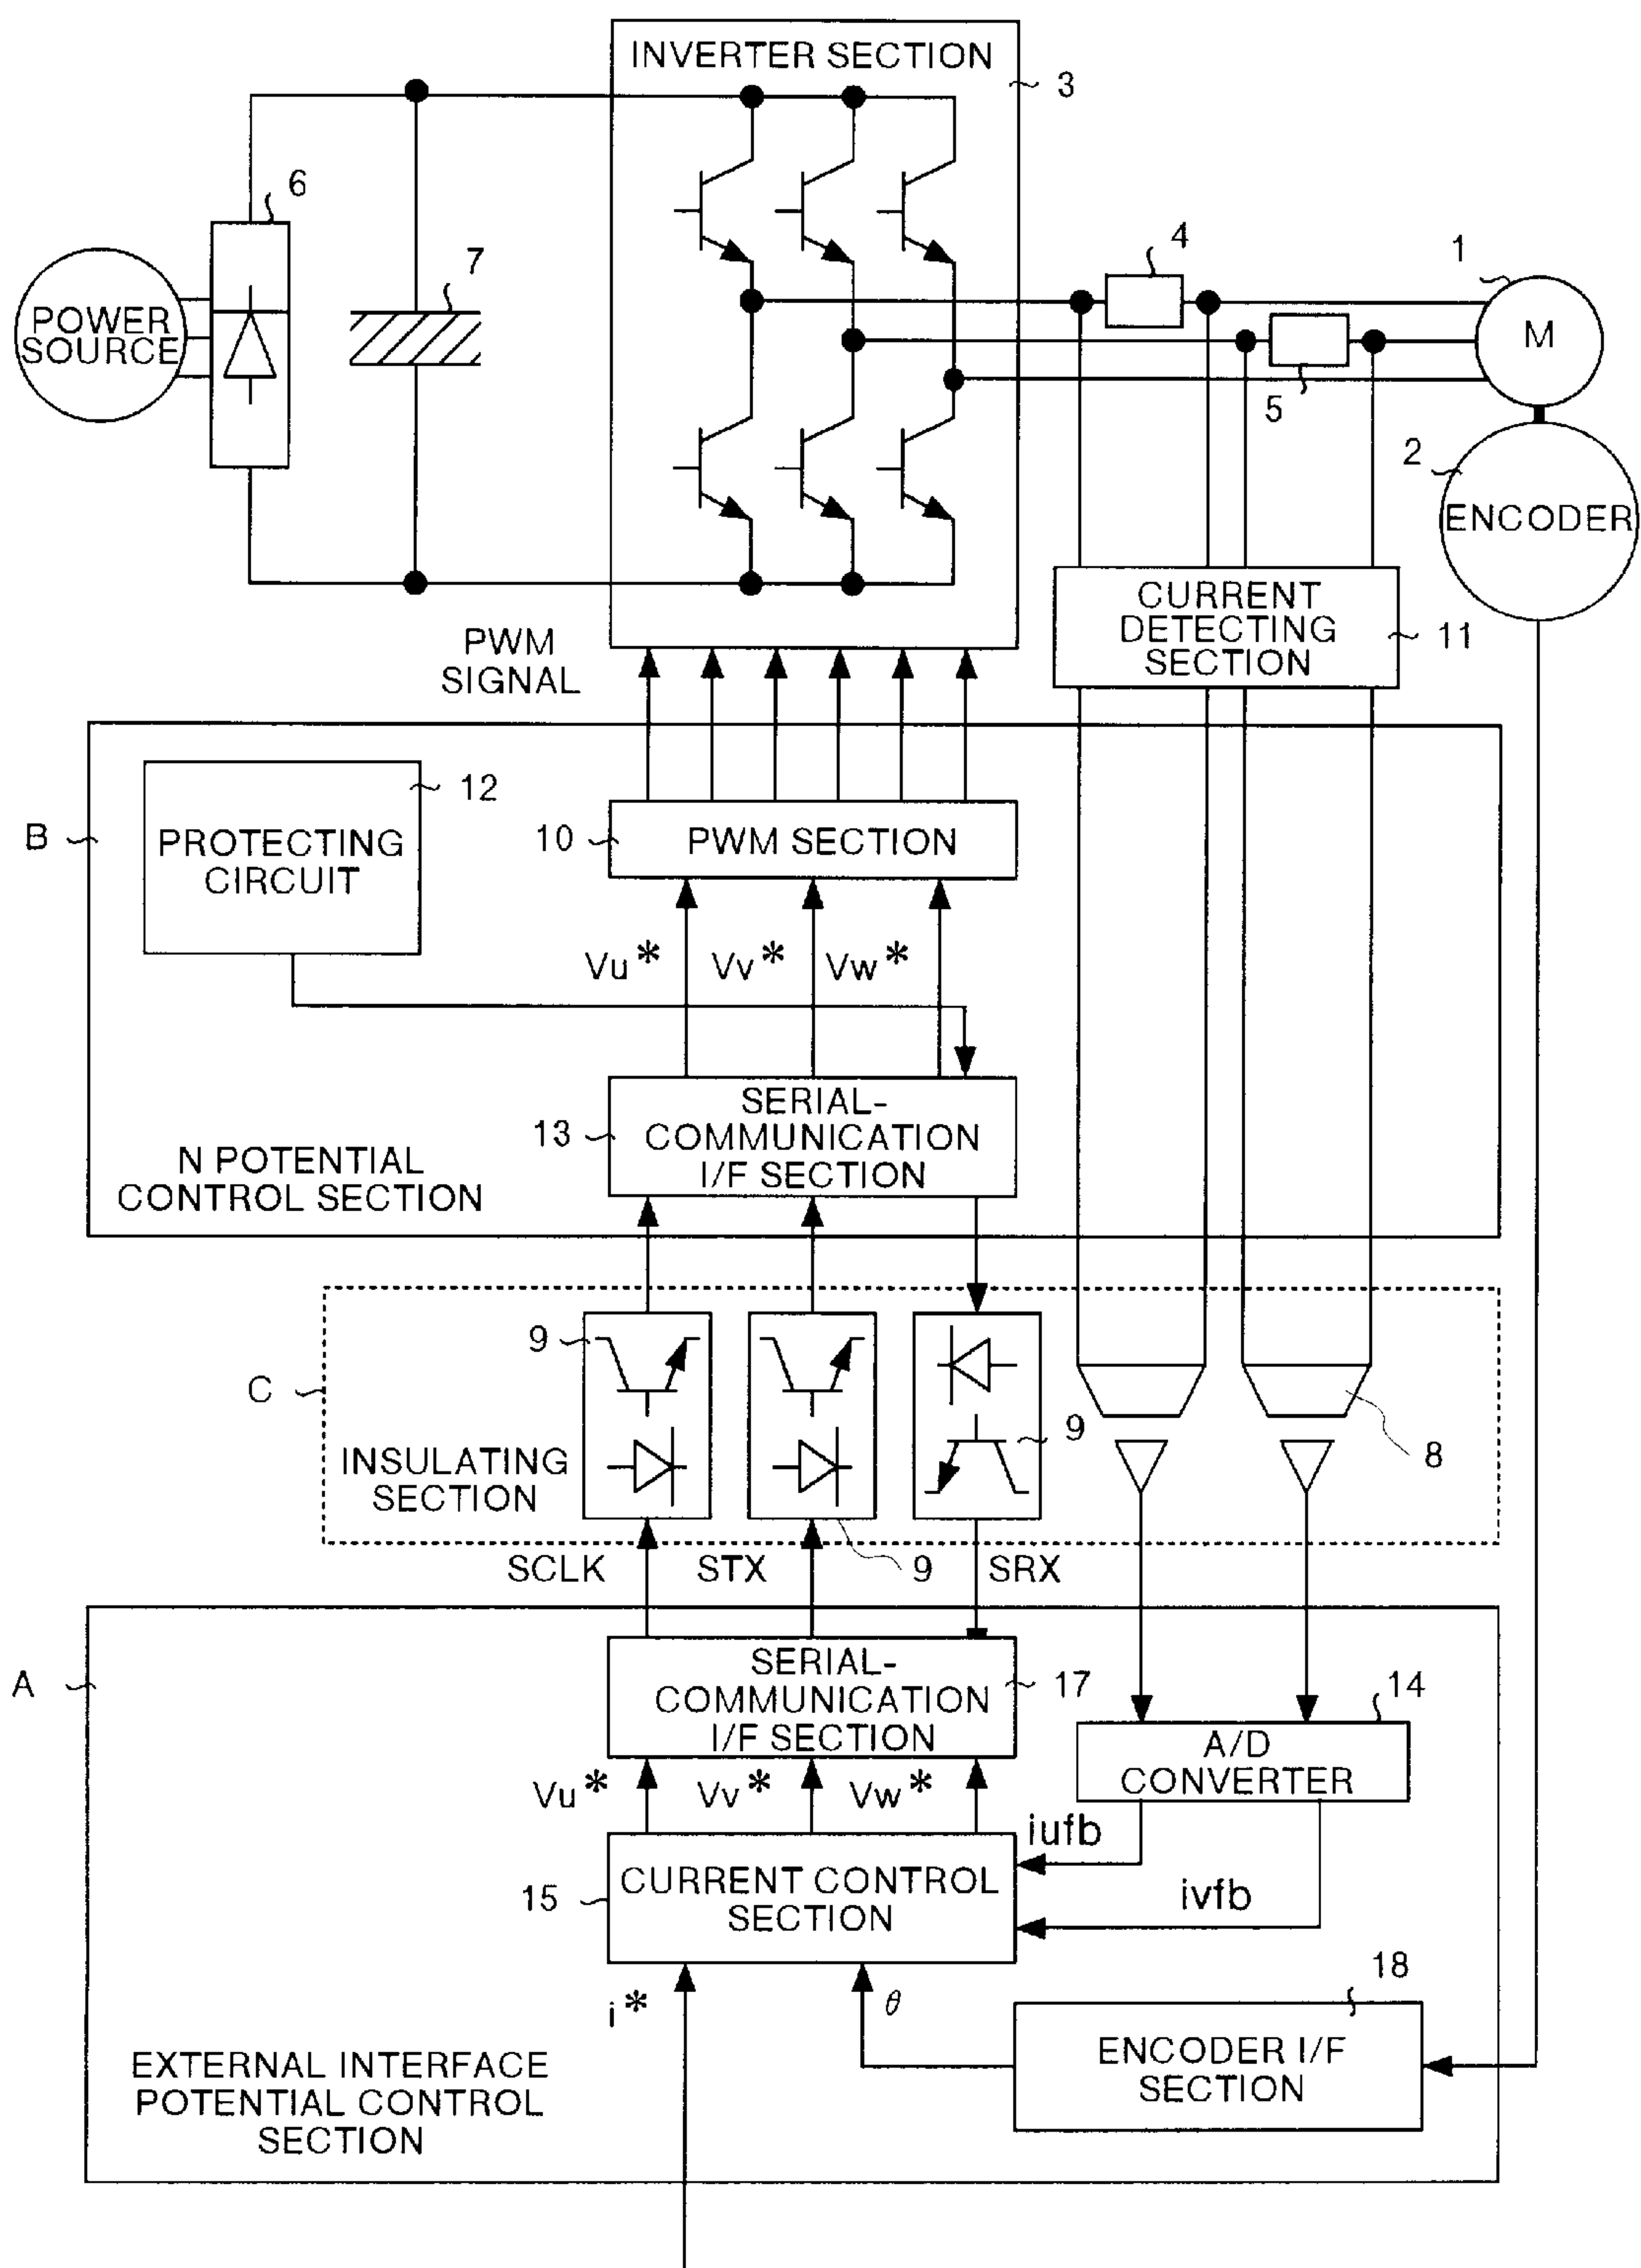 INVERTER SECTION
3
6
7
4
1
POWER
SOURCE
M
5
2
ENCODER
CURRENT
DETECTING
SECTION
11
PWM
SIGNAL
12
B
PROTECTING
CIRCUIT
10
PWM SECTION
Vu*
Vv*
Vw*
SERIAL-
COMMUNICATION
I/F SECTION
13
N POTENTIAL
CONTROL SECTION
9
C
9
8
INSULATING
SECTION
SCLK
STX
9
SRX
A
SERIAL-
COMMUNICATION
I/F SECTION
17
14
A/D
CONVERTER
Vu*
Vv*
Vw*
iufb
CURRENT CONTROL
SECTION
15
ivfb
18
i*
θ
ENCODER I/F
SECTION
EXTERNAL INTERFACE
POTENTIAL CONTROL
SECTION